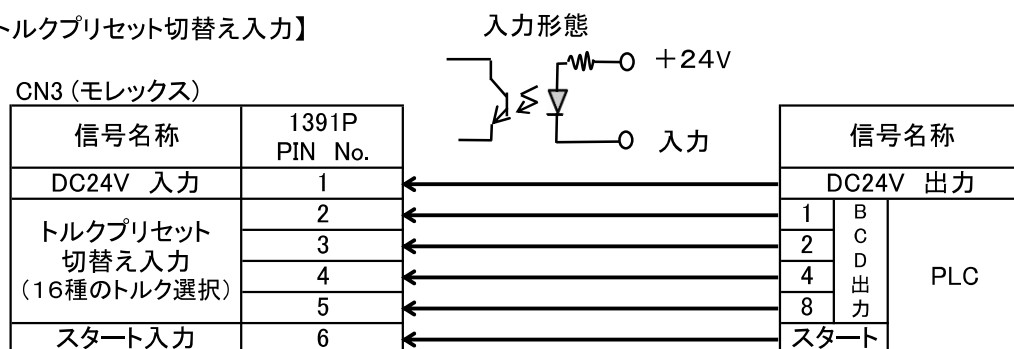 トルクプリセット切替え入力】
入力形態
＋24V
入力
CN3（モレックス）
信号名称
1391P
PIN No.
DC24V 入力
1
トルクプリセット
切替え入力
（16種のトルク選択）
2
3
4
5
スタート入力
6
信号名称
DC24V 出力
1
2
4
8
BCD出力
PLC
スタート